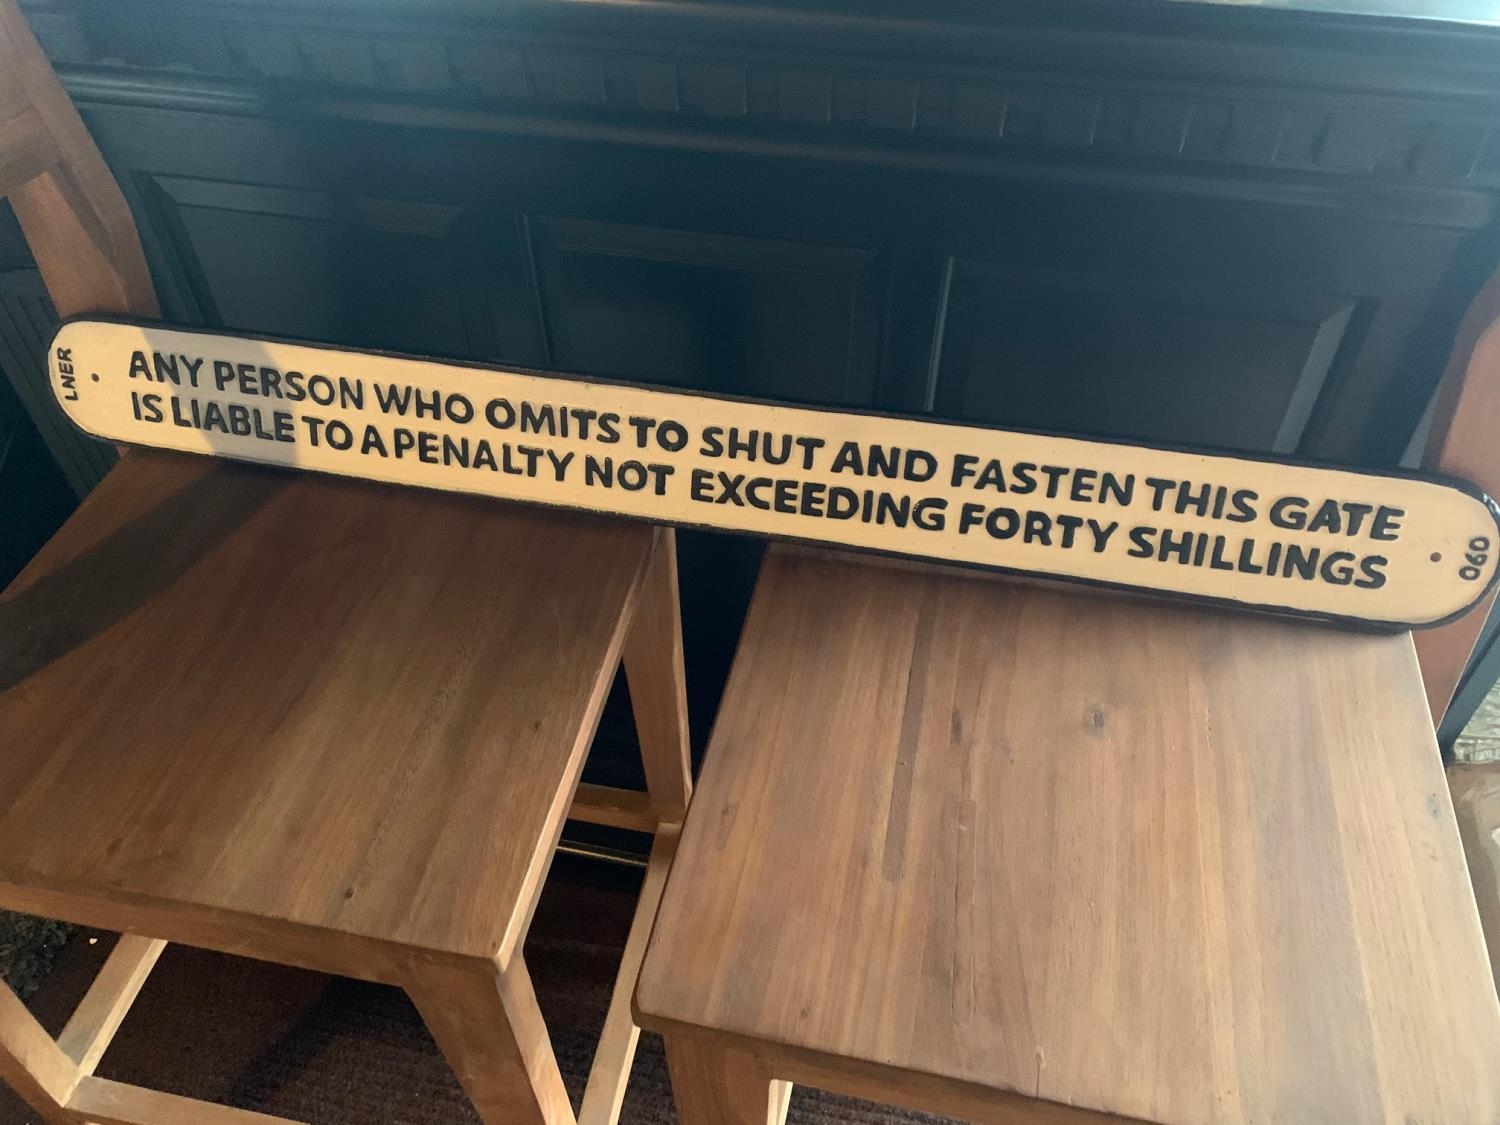 LNER
ANY PERSON WHO OMITS TO SHUT AND FASTEN THIS GATE
IS LIABLE TO A PENALTY NOT EXCEEDING FORTY SHILLINGS
060